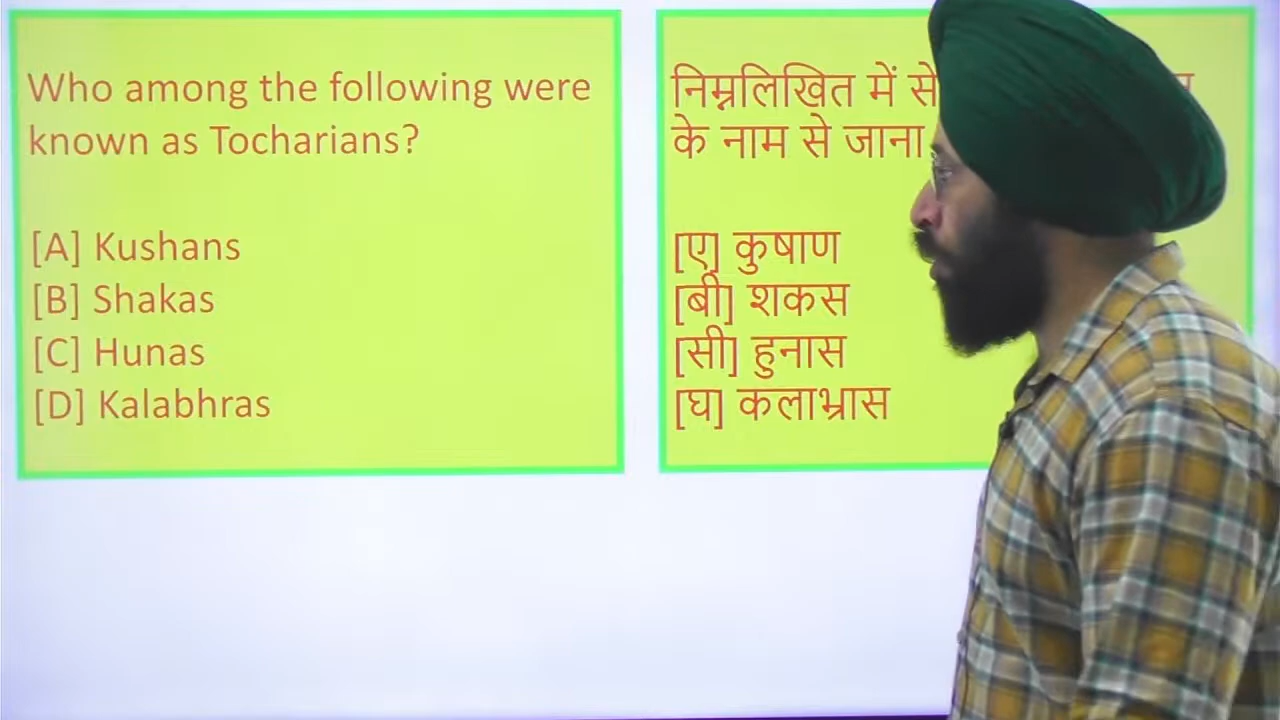 Who among the following were
known as Tocharians?
[A] Kushans
[B] Shakas
[C] Hunas
[D] Kalabhras
निम्नलिखित में से
के नाम से जाना
[ए] कुषाण
[बी] शकस
[सी] हुनास
[घ] कलाभ्रास